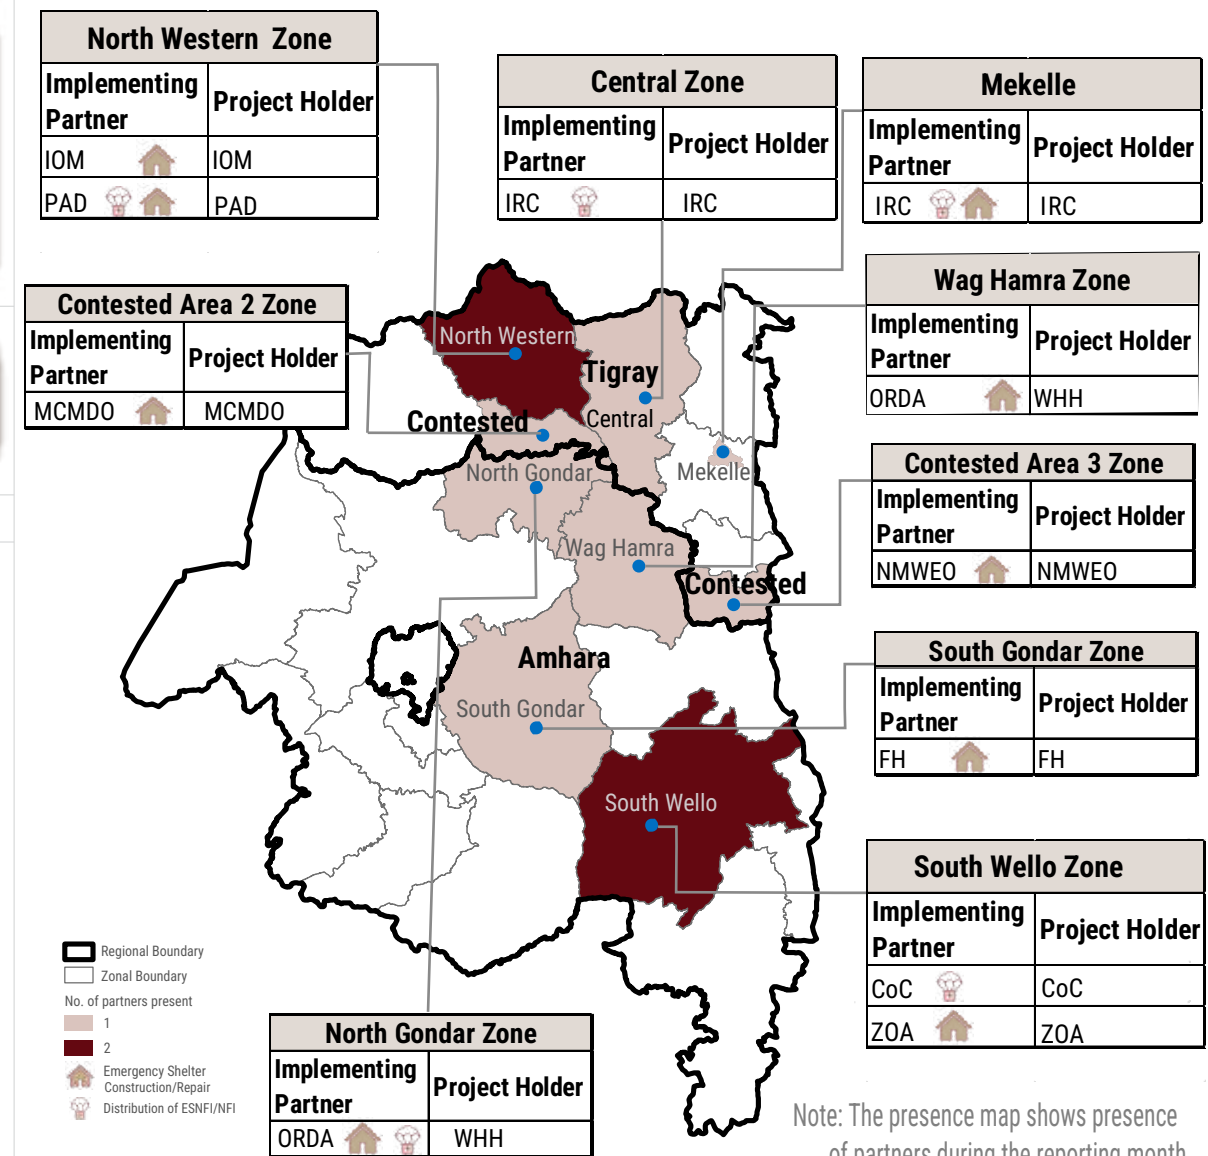 North Western Zone
Implementing Partner
Project Holder
IOM
IOM
PAD
PAD
Central Zone
Implementing Partner
Project Holder
IRC
IRC
Mekelle
Implementing Partner
Project Holder
IRC
IRC
Contested Area 2 Zone
Implementing Partner
Project Holder
MCMDO
MCMDO
Wag Hamra Zone
Implementing Partner
Project Holder
ORDA
WHH
Contested Area 3 Zone
Implementing Partner
Project Holder
NMWEO
NMWEO
South Gondar Zone
Implementing Partner
Project Holder
FH
FH
South Wello Zone
Implementing Partner
Project Holder
CoC
CoC
ZOA
ZOA
North Gondar Zone
Implementing Partner
Project Holder
ORDA
WHH
North Western
Tigray
Central
Contested
North Gondar
Mekelle
Wag Hamra
Contested
Amhara
South Gondar
South Wello
Regional Boundary
Zonal Boundary
No. of partners present
1
2
Emergency Shelter
Construction/Repair
Distribution of ESNFI/NFI
Note: The presence map shows presence
of partners during the reporting month